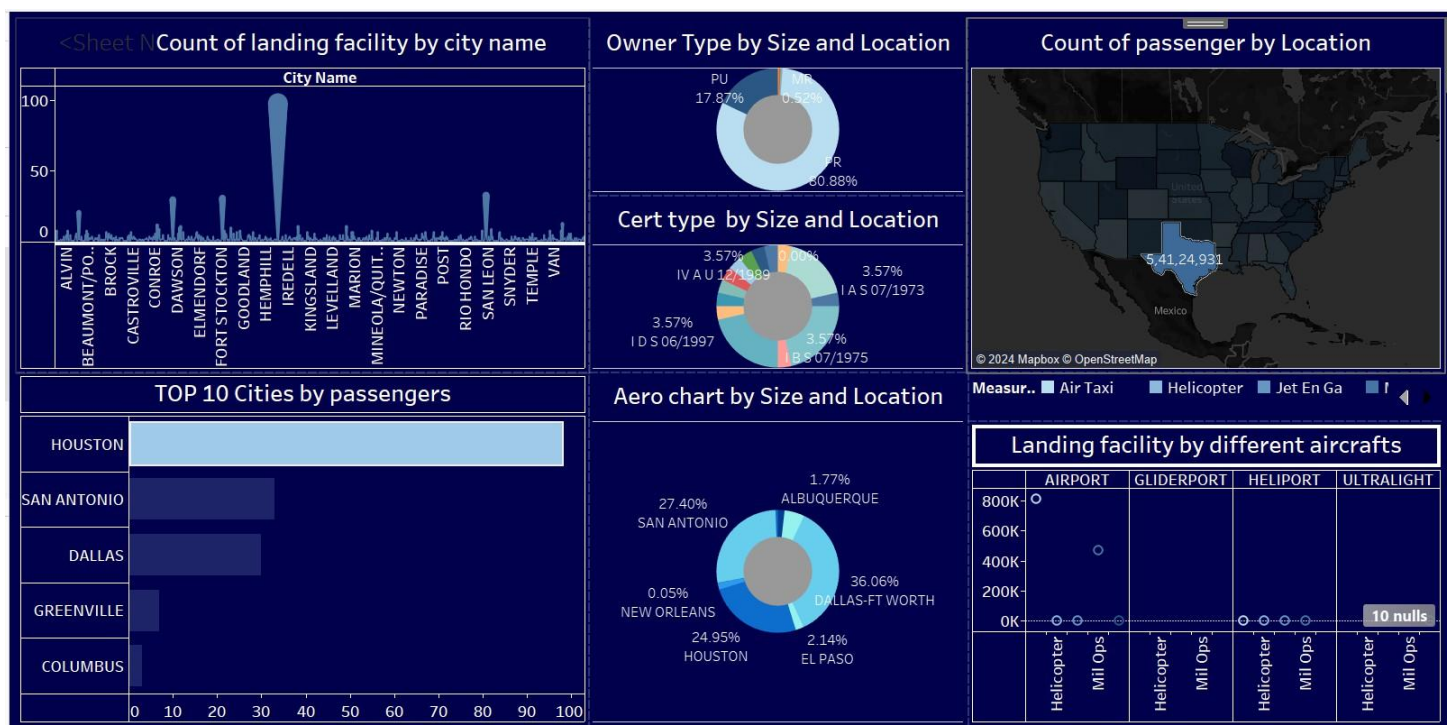 <Sheet N
Count of landing facility by city name
City Name
100
50
0
ALVIN
BEAUMONT/PO..
BROCK
CASTROVILLE
CONROE
DAWSON
ELMENDORF
FORT STOCKTON
GOODLAND
HEMPHILL
IREDELL
KINGSLAND
LEVELLAND
MARION
MINEOLA/QUIT..
NEWTON
PARADISE
POST
RIO HONDO
SAN LEON
SNYDER
TEMPLE
VAN
Owner Type by Size and Location
PU
17.87%
MR
0.52%
PR
80.88%
Cert type by Size and Location
3.57%
IV A U 12/1989
0.00%
3.57%
I A S 07/1973
3.57%
I D S 06/1997
3.57%
I B S 07/1975
Count of passenger by Location
United
States
5,41,24,931
Mexico
© 2024 Mapbox © OpenStreetMap
TOP 10 Cities by passengers
HOUSTON
SAN ANTONIO
DALLAS
GREENVILLE
COLUMBUS
0 10 20 30 40 50 60 70 80 90 100
Aero chart by Size and Location
1.77%
ALBUQUERQUE
27.40%
SAN ANTONIO
36.06%
DALLAS-FT WORTH
0.05%
NEW ORLEANS
24.95%
HOUSTON
2.14%
EL PASO
Measur.. Air Taxi Helicopter Jet En Ga
Landing facility by different aircrafts
AIRPORT GLIDERPORT HELIPORT ULTRALIGHT
800K
600K
400K
200K
0K
10 nulls
Helicopter
Mil Ops
Helicopter
Mil Ops
Helicopter
Mil Ops
Helicopter
Mil Ops